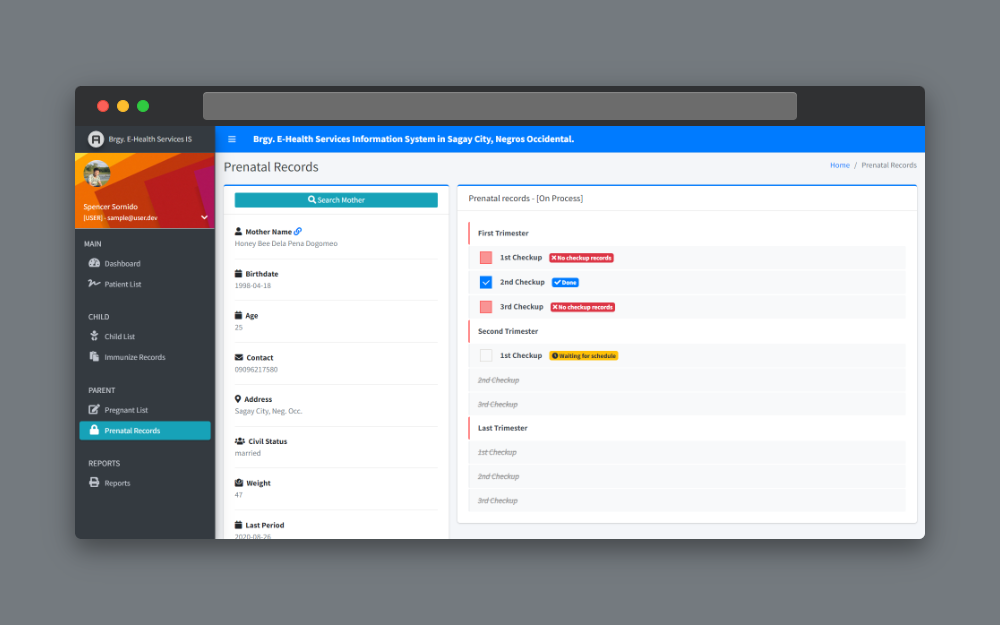 Brgy. E-Health Services IS
Spencer Sornido
[USER] - sample@user.dev
MAIN
Dashboard
Patient List
CHILD
Child List
Immunize Records
PARENT
Pregnant List
Prenatal Records
REPORTS
Reports
Brgy. E-Health Services Information System in Sagay City, Negros Occidental.
Prenatal Records
Home / Prenatal Records
Search Mother
Mother Name
Honey Bee Dela Pena Dogomeo
Birthdate
1998-04-18
Age
25
Contact
09096217580
Address
Sagay City, Neg. Occ.
Civil Status
married
Weight
47
Last Period
2020-08-26
Prenatal records - [On Process]
First Trimester
1st Checkup No checkup records
2nd Checkup Done
3rd Checkup No checkup records
Second Trimester
1st Checkup Waiting for schedule
2nd Checkup
3rd Checkup
Last Trimester
1st Checkup
2nd Checkup
3rd Checkup